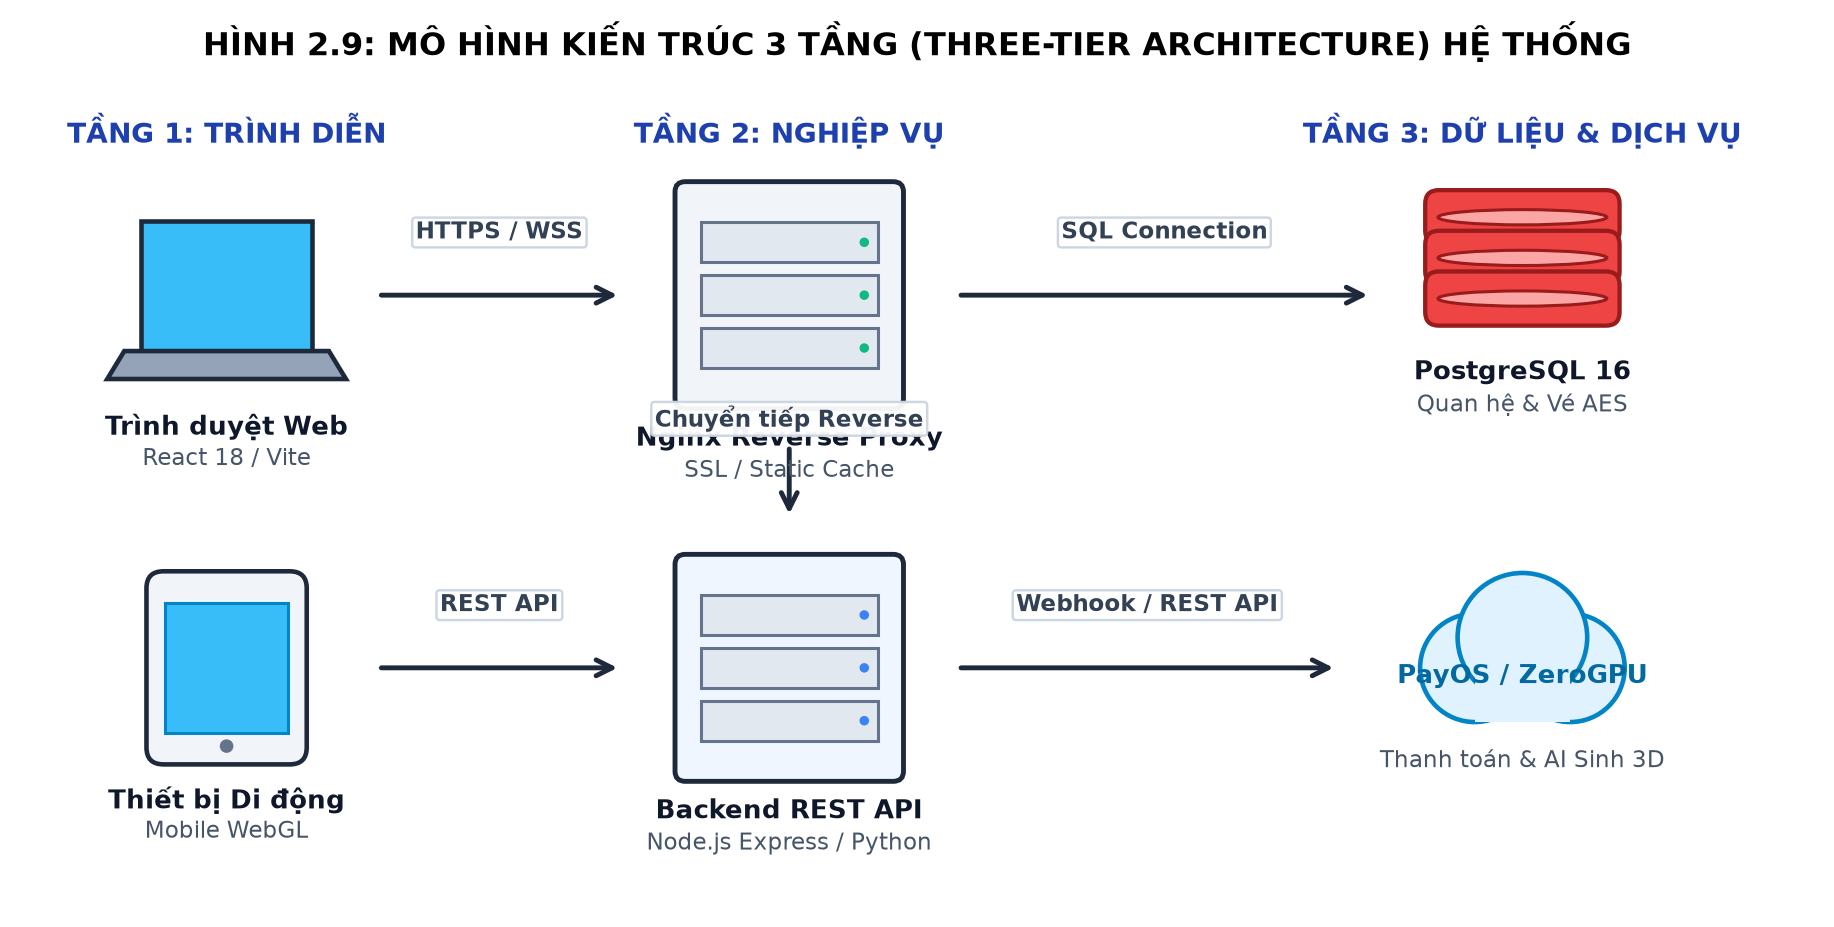 HÌNH 2.9: MÔ HÌNH KIẾN TRÚC 3 TẦNG (THREE-TIER ARCHITECTURE) HỆ THỐNG
TẦNG 1: TRÌNH DIỄN
TẦNG 2: NGHIỆP VỤ
TẦNG 3: DỮ LIỆU & DỊCH VỤ
HTTPS / WSS
SQL Connection
Trình duyệt Web
React 18 / Vite
Chuyển tiếp Reverse
Nginx Reverse Proxy
SSL / Static Cache
PostgreSQL 16
Quan hệ & Vé AES
REST API
Webhook / REST API
Thiết bị Di động
Mobile WebGL
Backend REST API
Node.js Express / Python
PayOS / ZeroGPU
Thanh toán & AI Sinh 3D